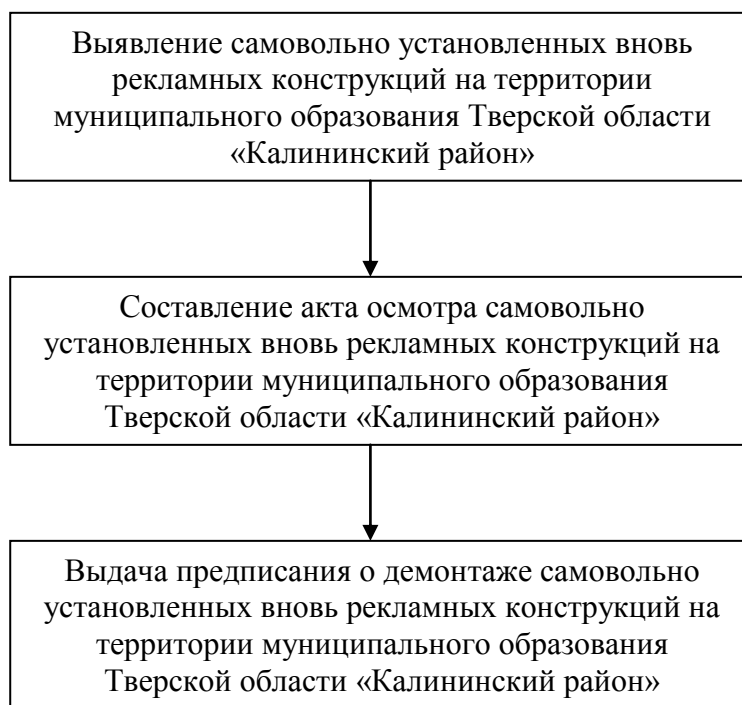 Выявление самовольно установленных вновь
рекламных конструкций на территории
муниципального образования Тверской области
«Калининский район»
Составление акта осмотра самовольно
установленных вновь рекламных конструкций на
территории муниципального образования
Тверской области «Калининский район»
Выдача предписания о демонтаже самовольно
установленных вновь рекламных конструкций на
территории муниципального образования
Тверской области «Калининский район»